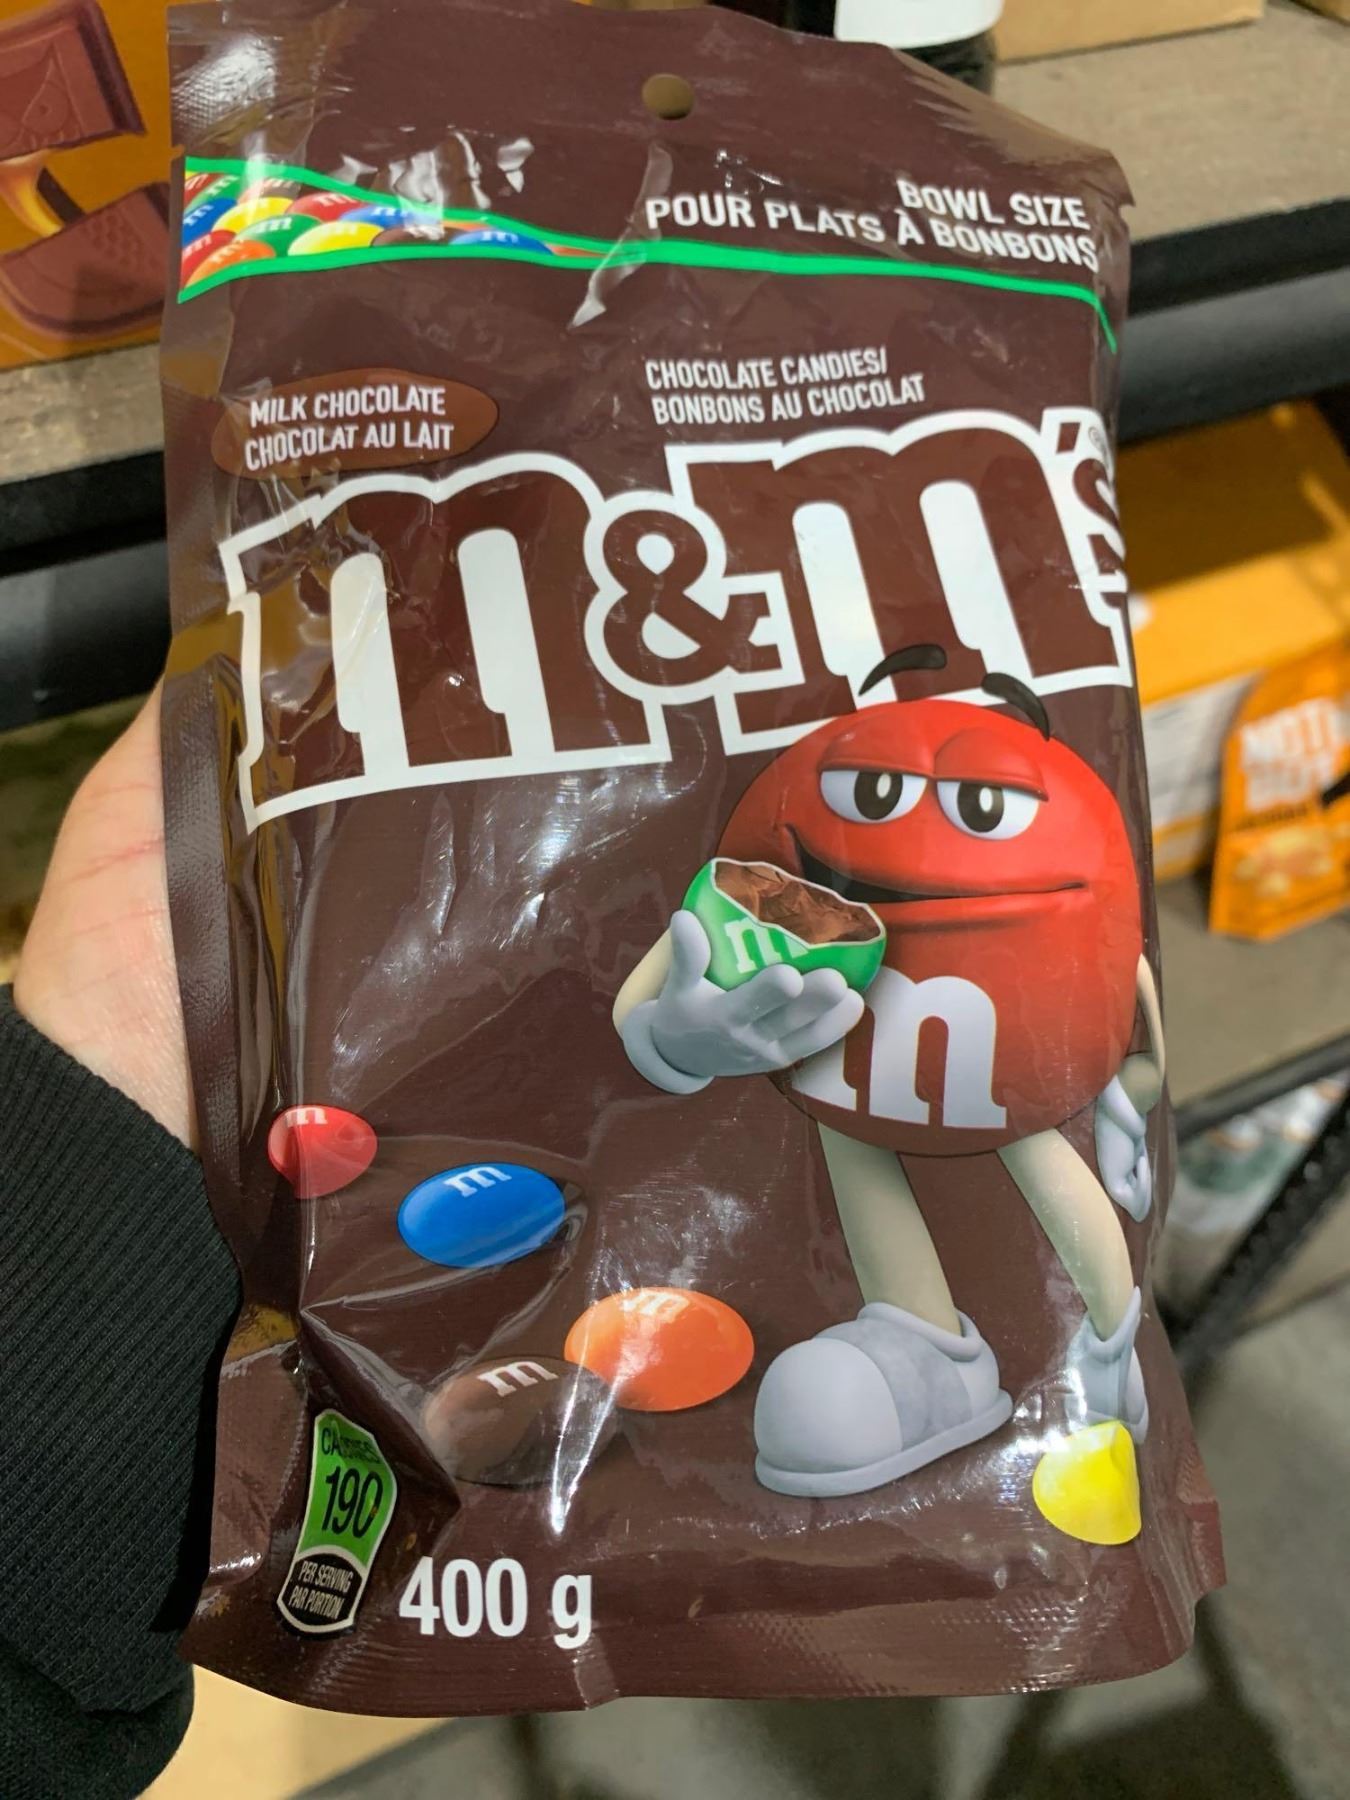 BOWL SIZE
POUR PLATS À BONBONS
MILK CHOCOLATE
CHOCOLAT AU LAIT
CHOCOLATE CANDIES/
BONBONS AU CHOCOLAT
m&m's
m
m
m
m
m
m
CALORIES
190
PER SERVING
PAR PORTION
400 g